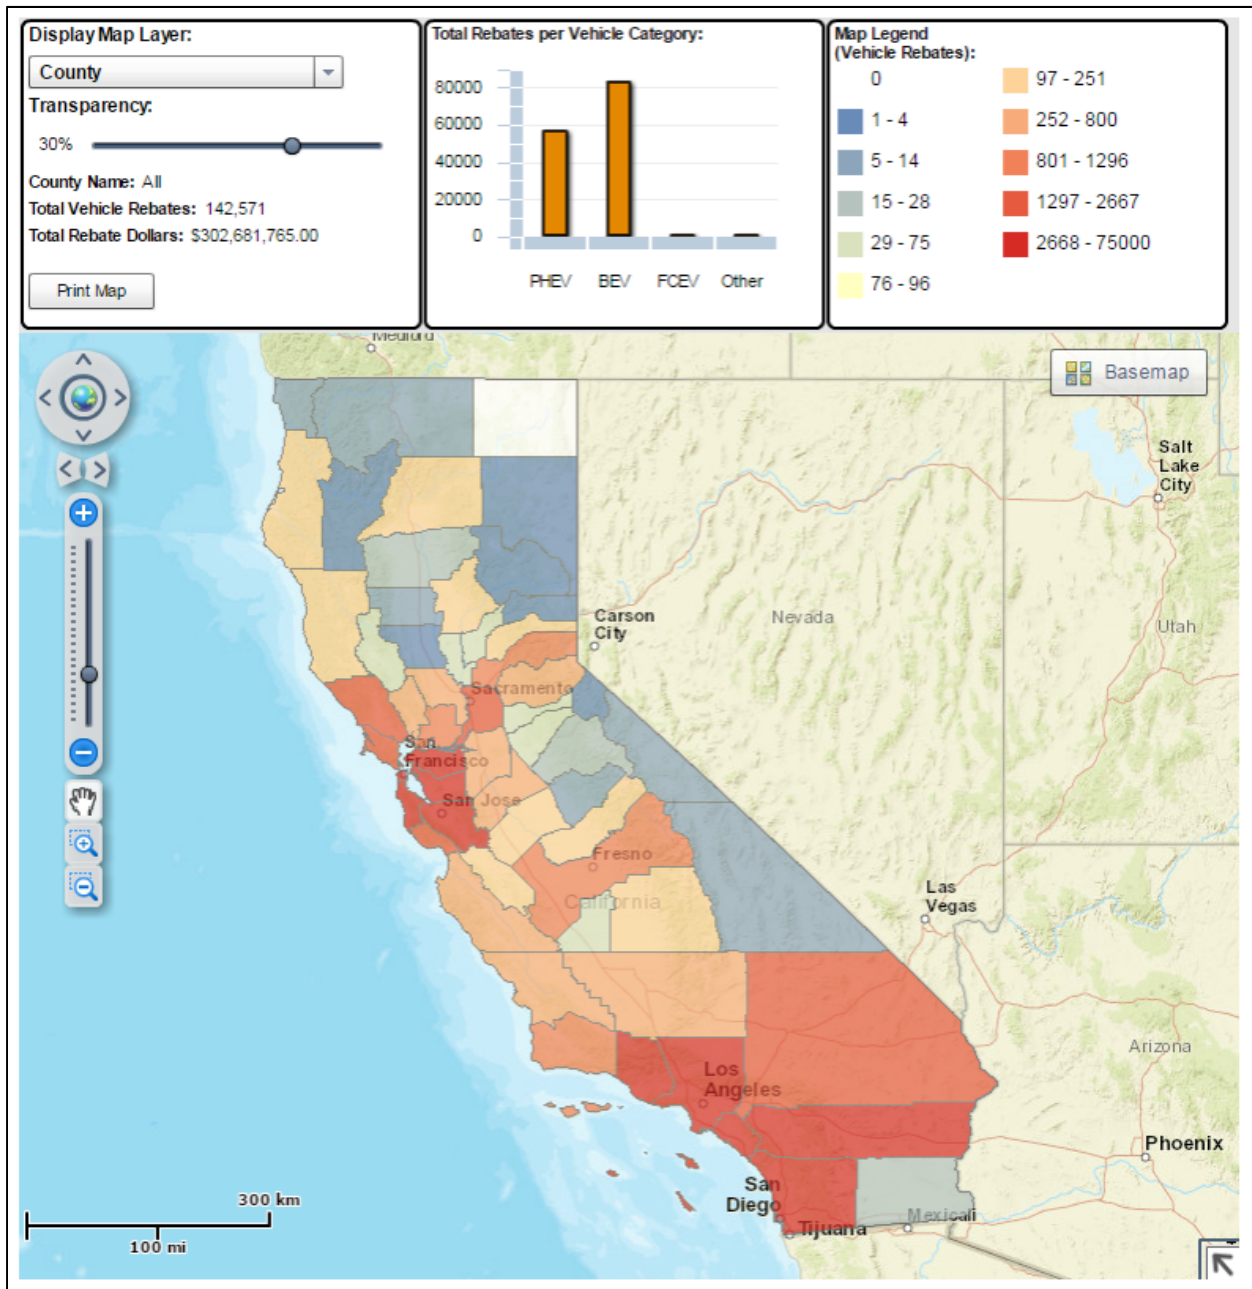 Display Map Layer:
County
Transparency:
30%
County Name: All
Total Vehicle Rebates: 142,571
Total Rebate Dollars: $302,681,765.00
Print Map
Total Rebates per Vehicle Category:
80000
60000
40000
20000
0
PHEV BEV FCEV Other
Map Legend
(Vehicle Rebates):
0
1 - 4
5 - 14
15 - 28
29 - 75
76 - 96
97 - 251
252 - 800
801 - 1296
1297 - 2667
2668 - 75000
Medford
Basemap
Salt
Lake
City
Carson
City
Nevada
Utah
Sacramento
San
Francisco
San Jose
Fresno
California
Las
Vegas
Arizona
Los
Angeles
Phoenix
San
Diego
Tijuana
Mexicali
300 km
100 mi